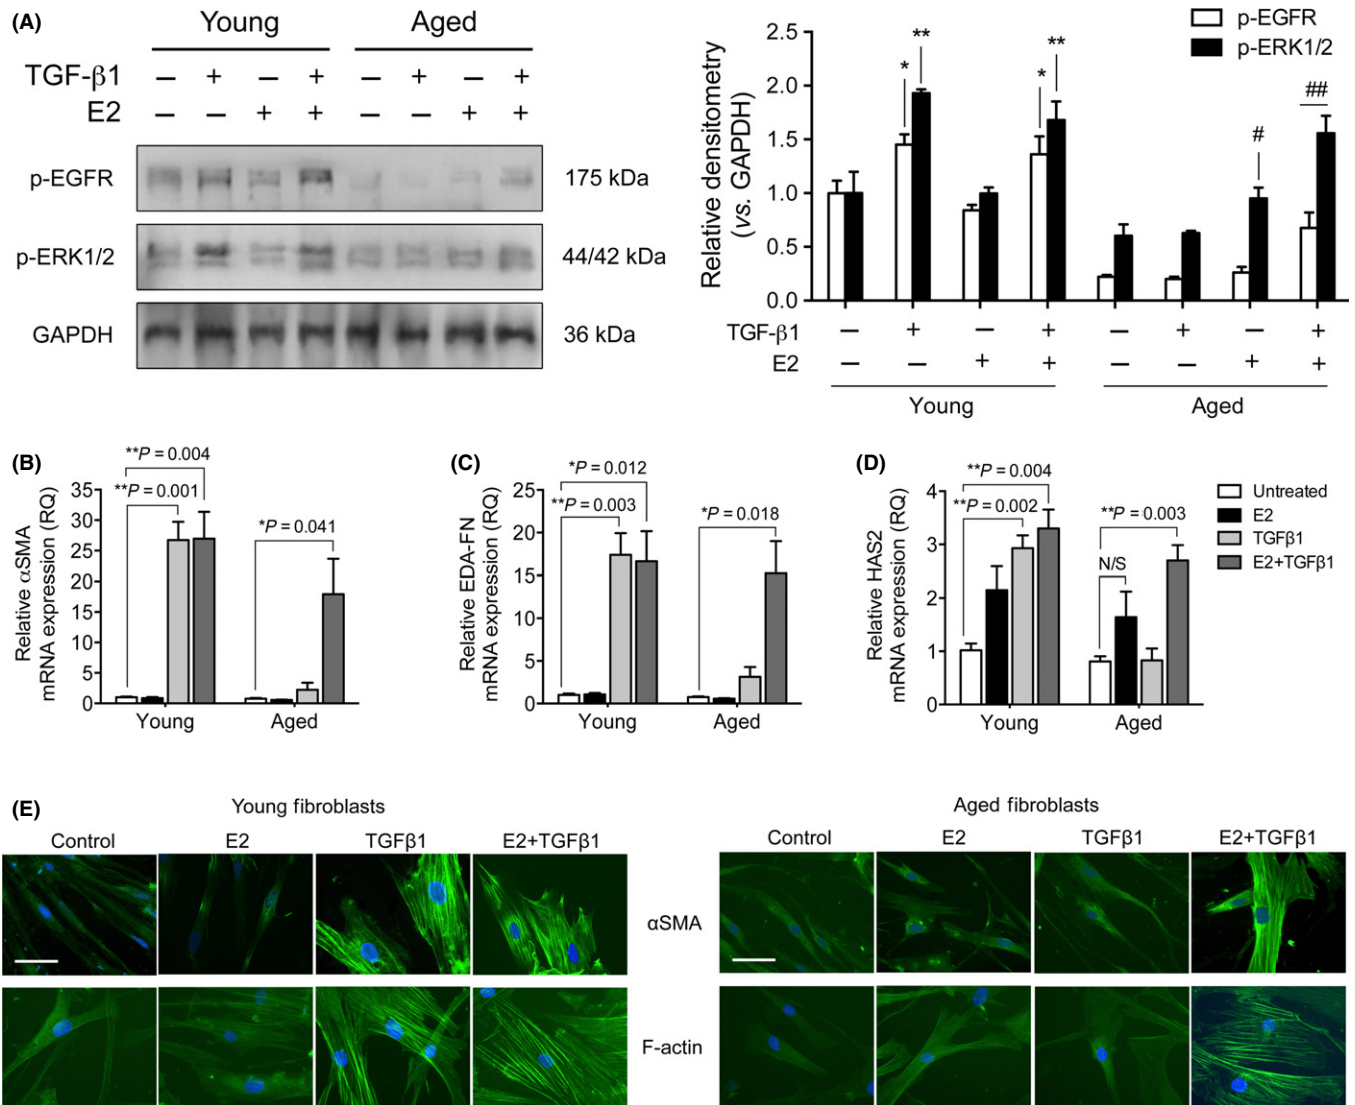 (A)
Young Aged
TGF-β1 – + – + – + – +
E2 – – + + – – + +
p-EGFR 175 kDa
p-ERK1/2 44/42 kDa
GAPDH 36 kDa
p-EGFR
p-ERK1/2
Relative densitometry
(vs. GAPDH)
2.5
2.0
1.5
1.0
0.5
0.0
* ** * ** # ##
TGF-β1 – + – + – + – +
E2 – – + + – – + +
Young Aged
(B)
Relative αSMA
mRNA expression (RQ)
35
30
25
20
15
10
5
0
**P = 0.004
**P = 0.001
*P = 0.041
Young Aged
(C)
Relative EDA-FN
mRNA expression (RQ)
25
20
15
10
5
0
*P = 0.012
**P = 0.003
*P = 0.018
Young Aged
(D)
Relative HAS2
mRNA expression (RQ)
4
3
2
1
0
**P = 0.004
**P = 0.002
**P = 0.003
N/S
Young Aged
Untreated
E2
TGFβ1
E2+TGFβ1
(E)
Young fibroblasts
Control E2 TGFβ1 E2+TGFβ1
Aged fibroblasts
Control E2 TGFβ1 E2+TGFβ1
αSMA
F-actin